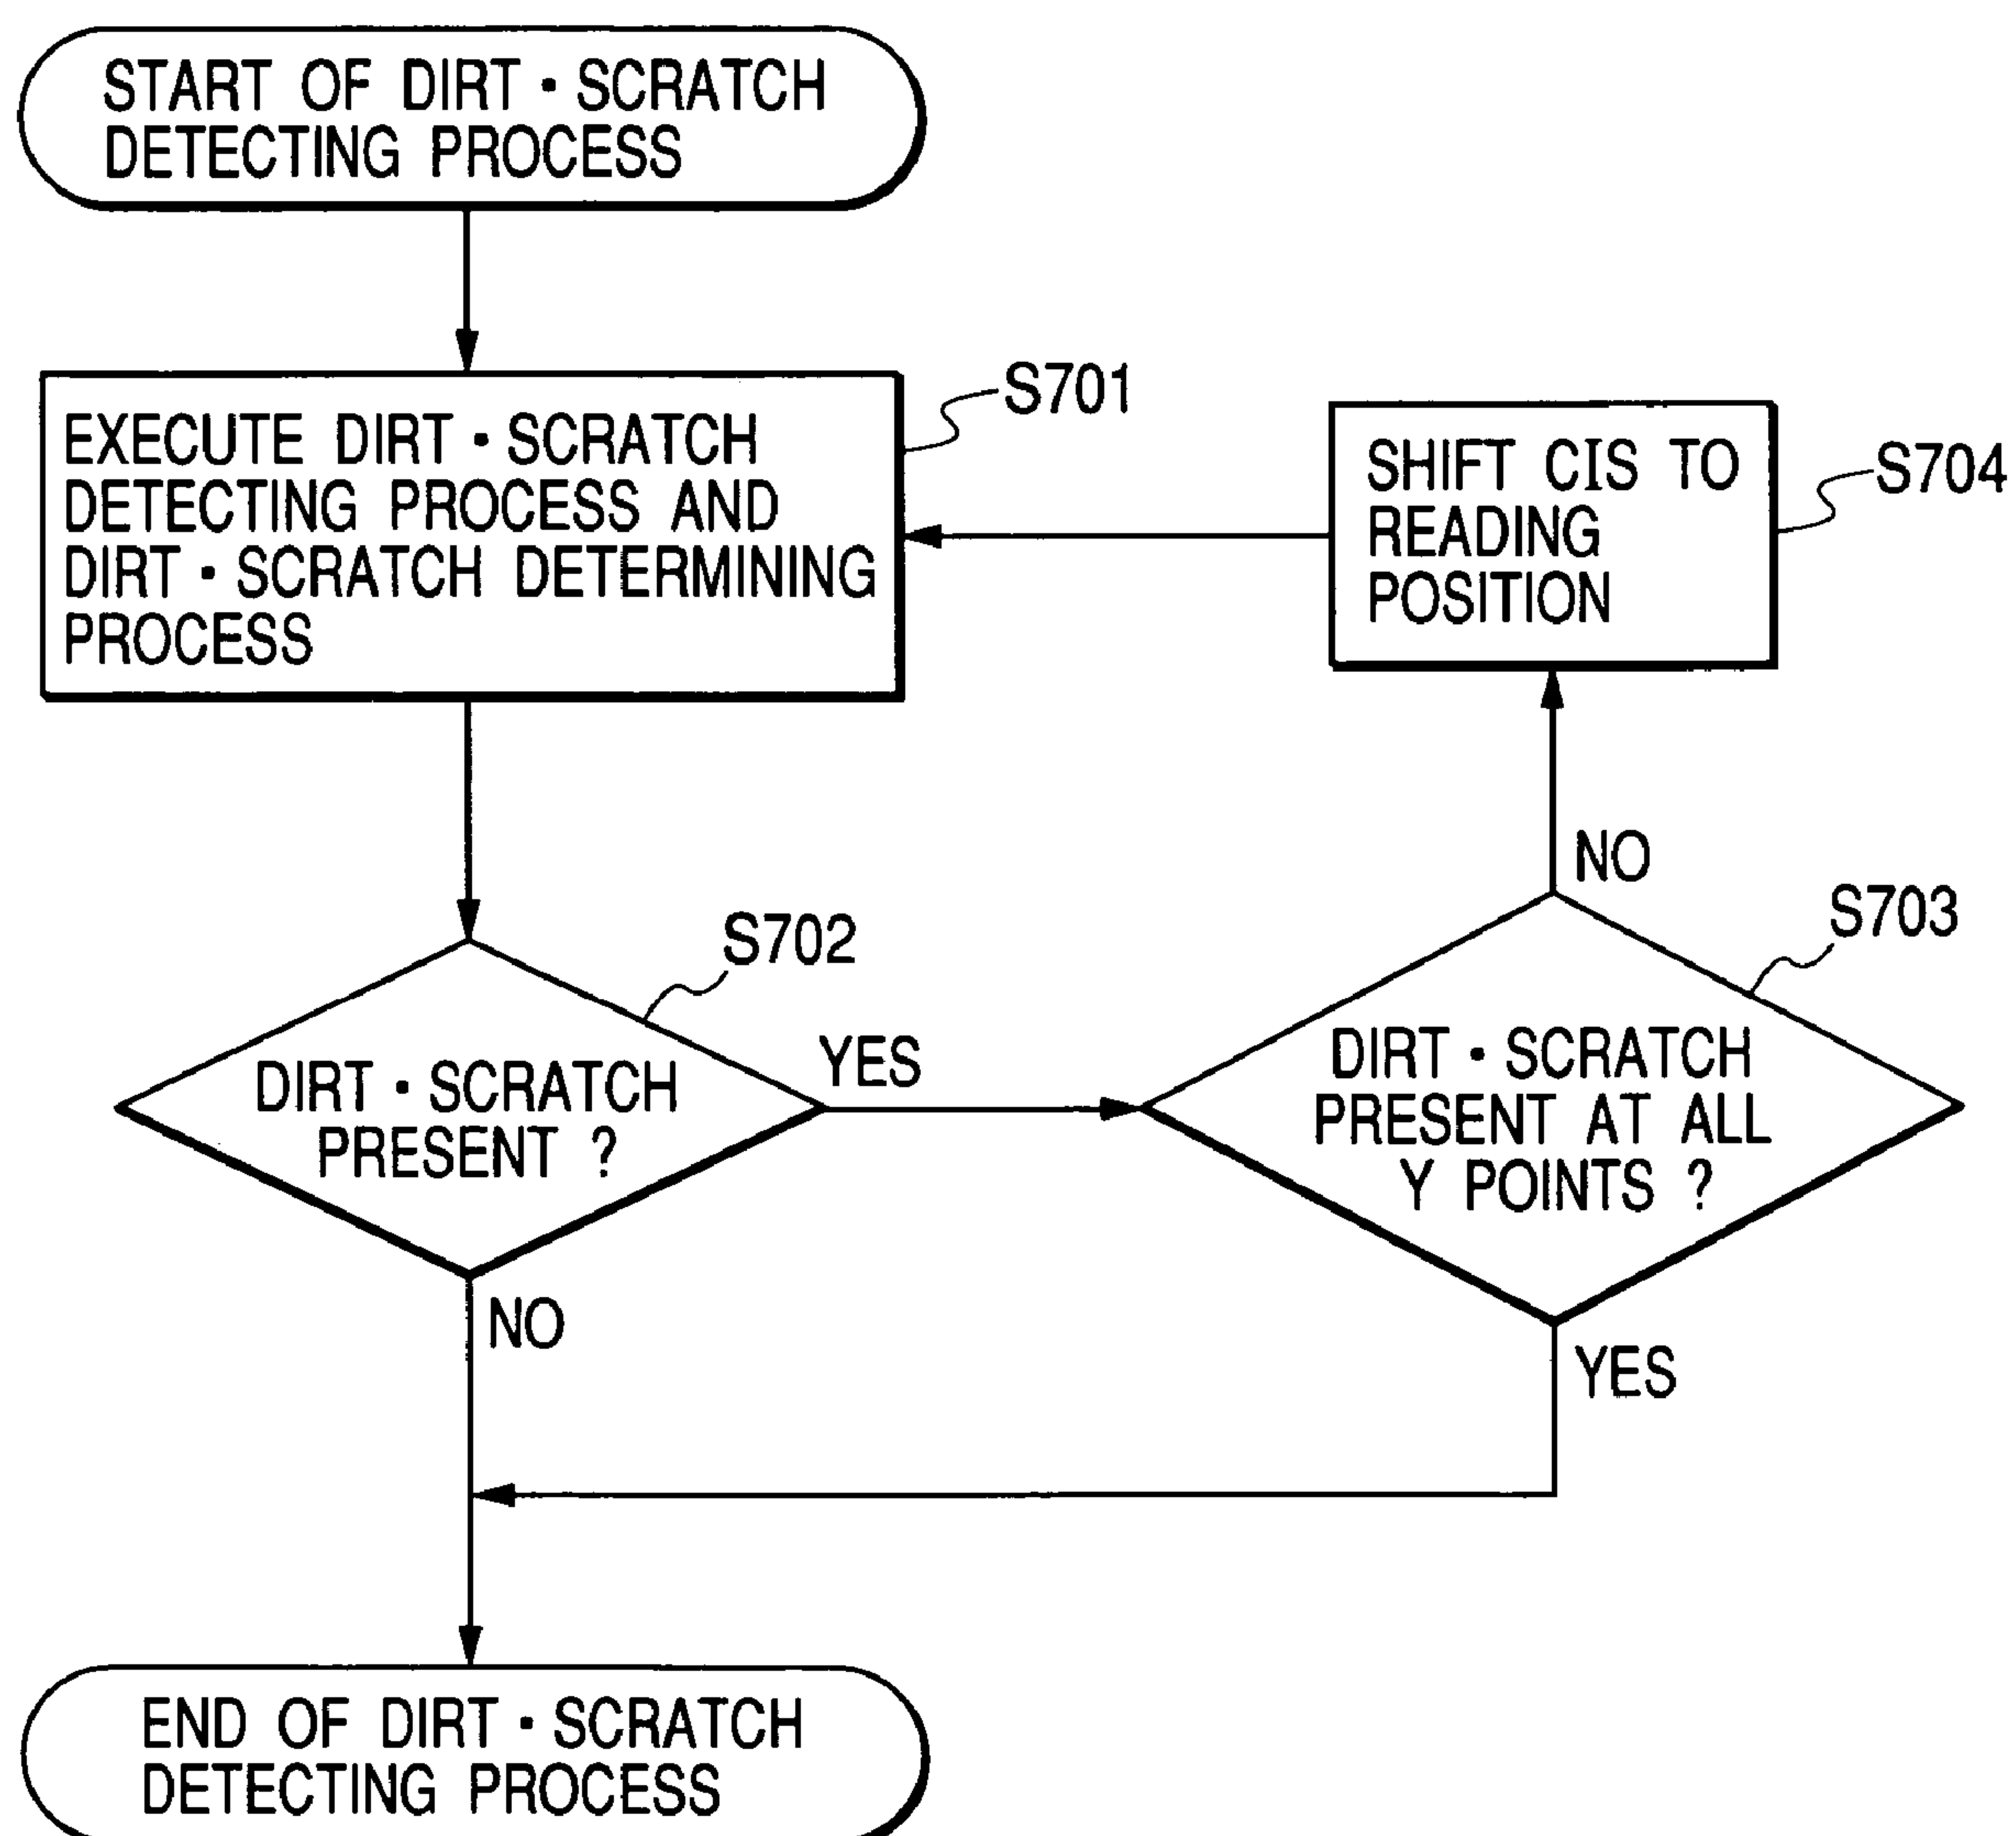 START OF DIRT・SCRATCH
DETECTING PROCESS
S701
EXECUTE DIRT・SCRATCH
DETECTING PROCESS AND
DIRT・SCRATCH DETERMINING
PROCESS
SHIFT CIS TO
READING
POSITION
S704
NO
S702
S703
YES
DIRT・SCRATCH
PRESENT ?
DIRT・SCRATCH
PRESENT AT ALL
Y POINTS ?
NO
YES
END OF DIRT・SCRATCH
DETECTING PROCESS